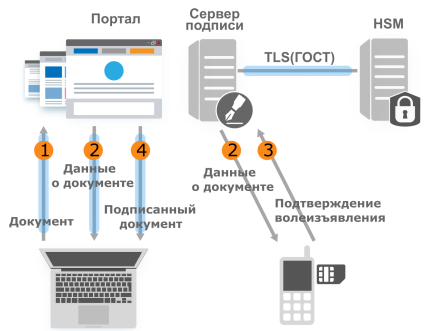 Портал
Сервер
подписи
HSM
TLS(ГОСТ)
1
2
4
2
3
Данные
о документе
Данные
о документе
Документ
Подписанный
документ
Подтверждение
волеизъявления